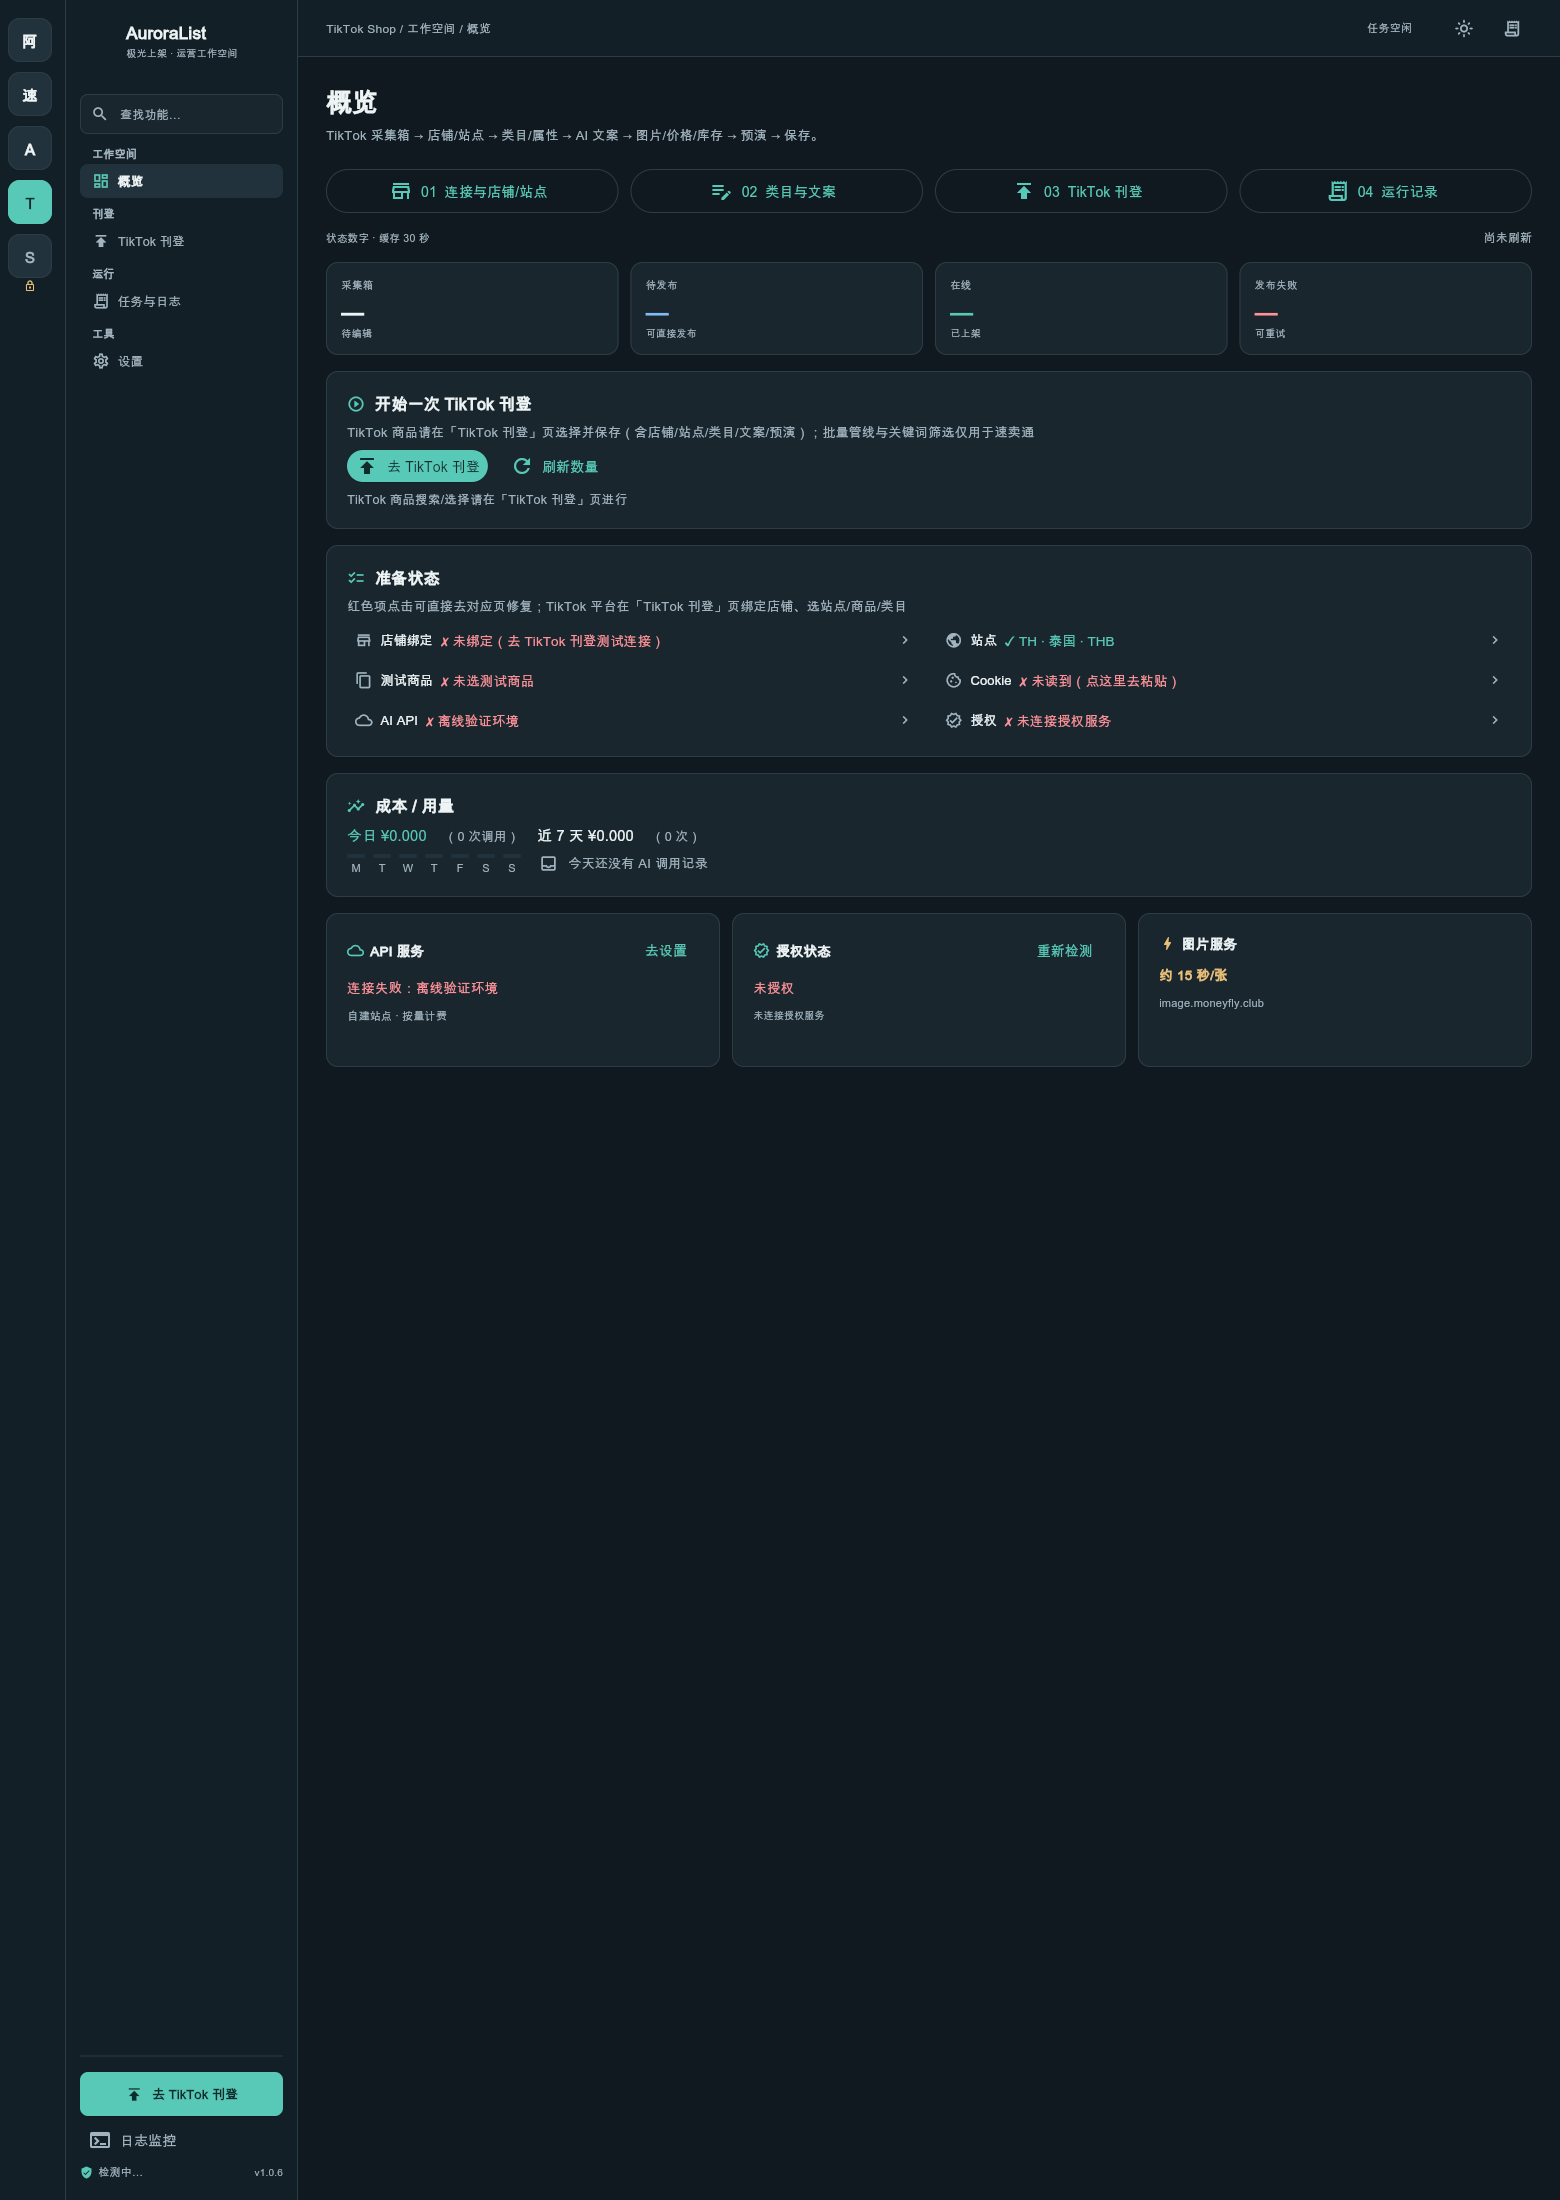 阿
速
A
T
S
AuroraList
极光上架 · 运营工作空间
查找功能...
工作空间
概览
刊登
TikTok 刊登
运行
任务与日志
工具
设置
去 TikTok 刊登
日志监控
检测中...
v1.0.6
TikTok Shop / 工作空间 / 概览
任务空闲
概览
TikTok 采集箱 → 店铺/站点 → 类目/属性 → AI 文案 → 图片/价格/库存 → 预演 → 保存。
01 连接与店铺/站点
02 类目与文案
03 TikTok 刊登
04 运行记录
状态数字 · 缓存 30 秒
尚未刷新
采集箱
—
待编辑
待发布
—
可直接发布
在线
—
已上架
发布失败
—
可重试
开始一次 TikTok 刊登
TikTok 商品请在「TikTok 刊登」页选择并保存（含店铺/站点/类目/文案/预演）；批量管线与关键词筛选仅用于速卖通
去 TikTok 刊登
刷新数量
TikTok 商品搜索/选择请在「TikTok 刊登」页进行
准备状态
红色项点击可直接去对应页修复；TikTok 平台在「TikTok 刊登」页绑定店铺、选站点/商品/类目
店铺绑定 ✗ 未绑定（去 TikTok 刊登测试连接）
站点 ✓ TH · 泰国 · THB
测试商品 ✗ 未选测试商品
Cookie ✗ 未读到（点这里去粘贴）
AI API ✗ 离线验证环境
授权 ✗ 未连接授权服务
成本 / 用量
今日 ¥0.000 （0 次调用） 近 7 天 ¥0.000 （0 次）
M T W T F S S
今天还没有 AI 调用记录
API 服务
去设置
连接失败：离线验证环境
自建站点 · 按量计费
授权状态
重新检测
未授权
未连接授权服务
图片服务
约 15 秒/张
image.moneyfly.club